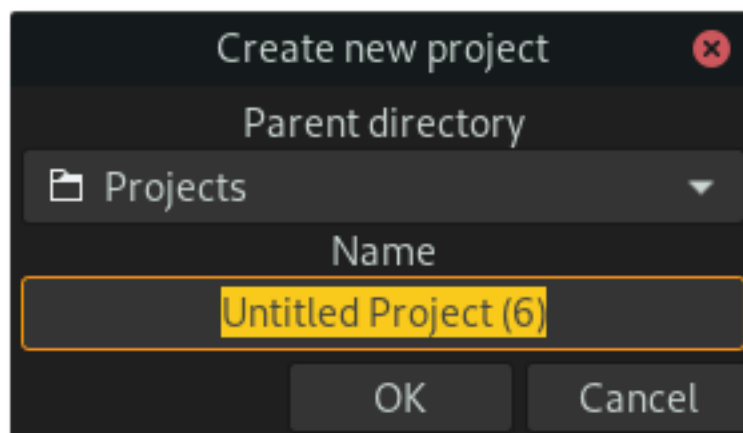 Create new project
Parent directory
Projects
Name
Untitled Project (6)
OK Cancel